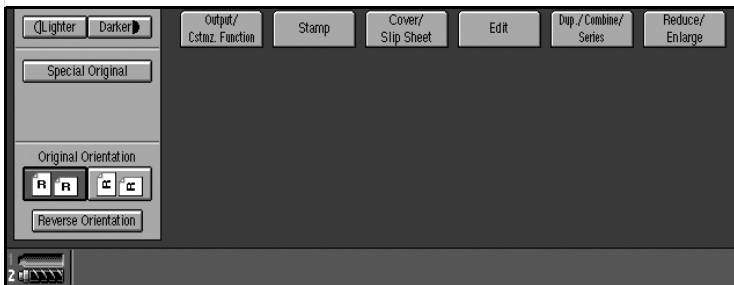 Lighter Darker
Output/
Cstmz. Function
Stamp
Cover/
Slip Sheet
Edit
Dup./Combine/
Series
Reduce/
Enlarge
Special Original
Original Orientation
R R R R
Reverse Orientation
1
2